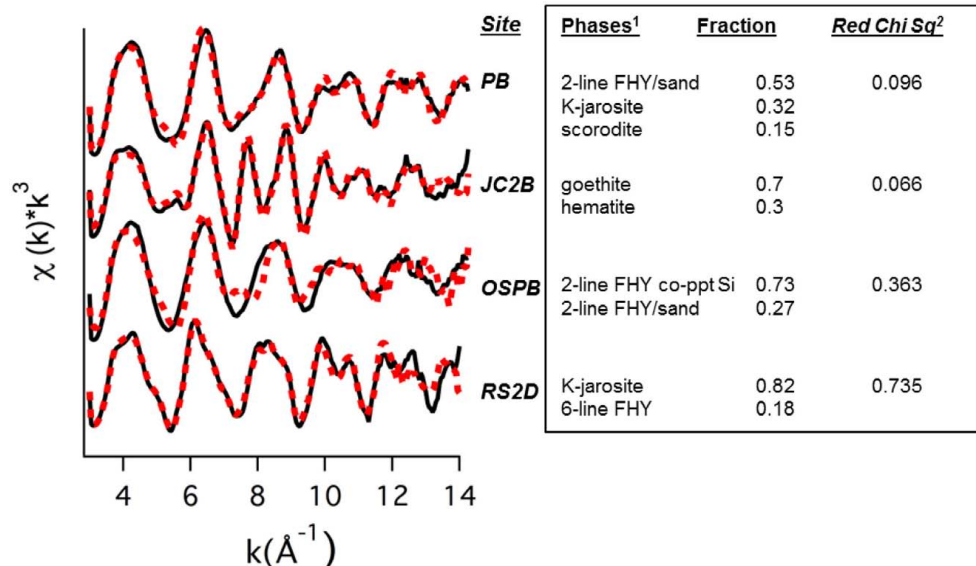 Site
Phases¹ Fraction Red Chi Sq²
PB
2-line FHY/sand 0.53 0.096
K-jarosite 0.32
scorodite 0.15
JC2B
goethite 0.7 0.066
hematite 0.3
OSPB
2-line FHY co-ppt Si 0.73 0.363
2-line FHY/sand 0.27
RS2D
K-jarosite 0.82 0.735
6-line FHY 0.18
χ (k)*k³
4 6 8 10 12 14
k(Å⁻¹)